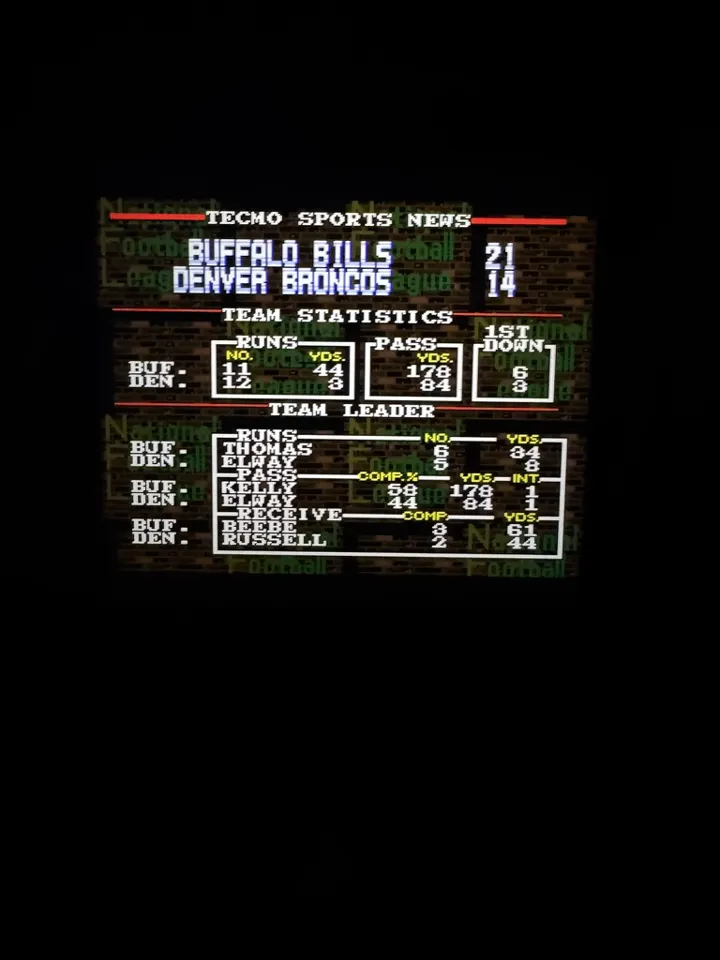 TECMO SPORTS NEWS
BUFFALO BILLS 21
DENVER BRONCOS 14
TEAM STATISTICS
RUNS PASS 1ST DOWN
NO. YDS. YDS.
BUF. 11 44 178 6
DEN. 12 3 84 3
TEAM LEADER
RUNS NO. YDS.
BUF. THOMAS 6 34
DEN. ELWAY 5 8
PASS COMP.% YDS. INT.
BUF. KELLY 58 178 1
DEN. ELWAY 44 84 1
RECEIVE COMP. YDS.
BUF. BEEBE 3 61
DEN. RUSSELL 2 44
National Football League